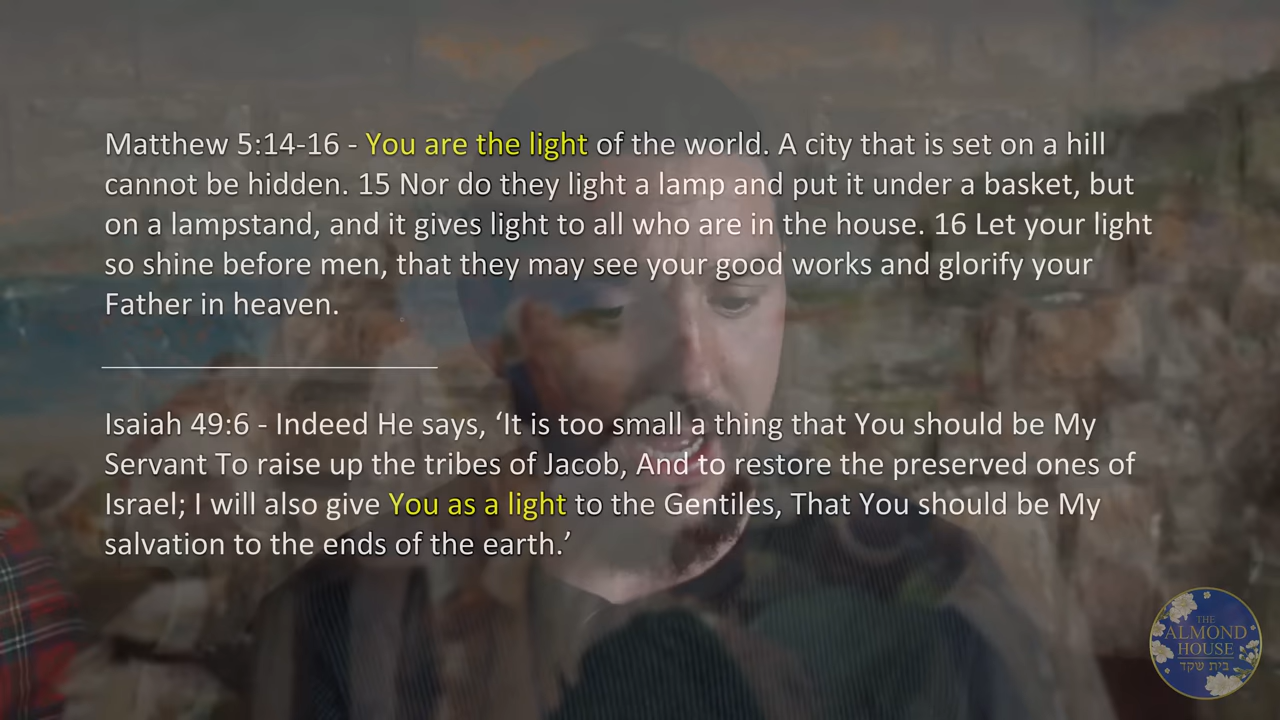 Matthew 5:14-16 - You are the light of the world. A city that is set on a hill
cannot be hidden. 15 Nor do they light a lamp and put it under a basket, but
on a lampstand, and it gives light to all who are in the house. 16 Let your light
so shine before men, that they may see your good works and glorify your
Father in heaven.
Isaiah 49:6 - Indeed He says, ‘It is too small a thing that You should be My
Servant To raise up the tribes of Jacob, And to restore the preserved ones of
Israel; I will also give You as a light to the Gentiles, That You should be My
salvation to the ends of the earth.’
THE
ALMOND
HOUSE
בית שקד